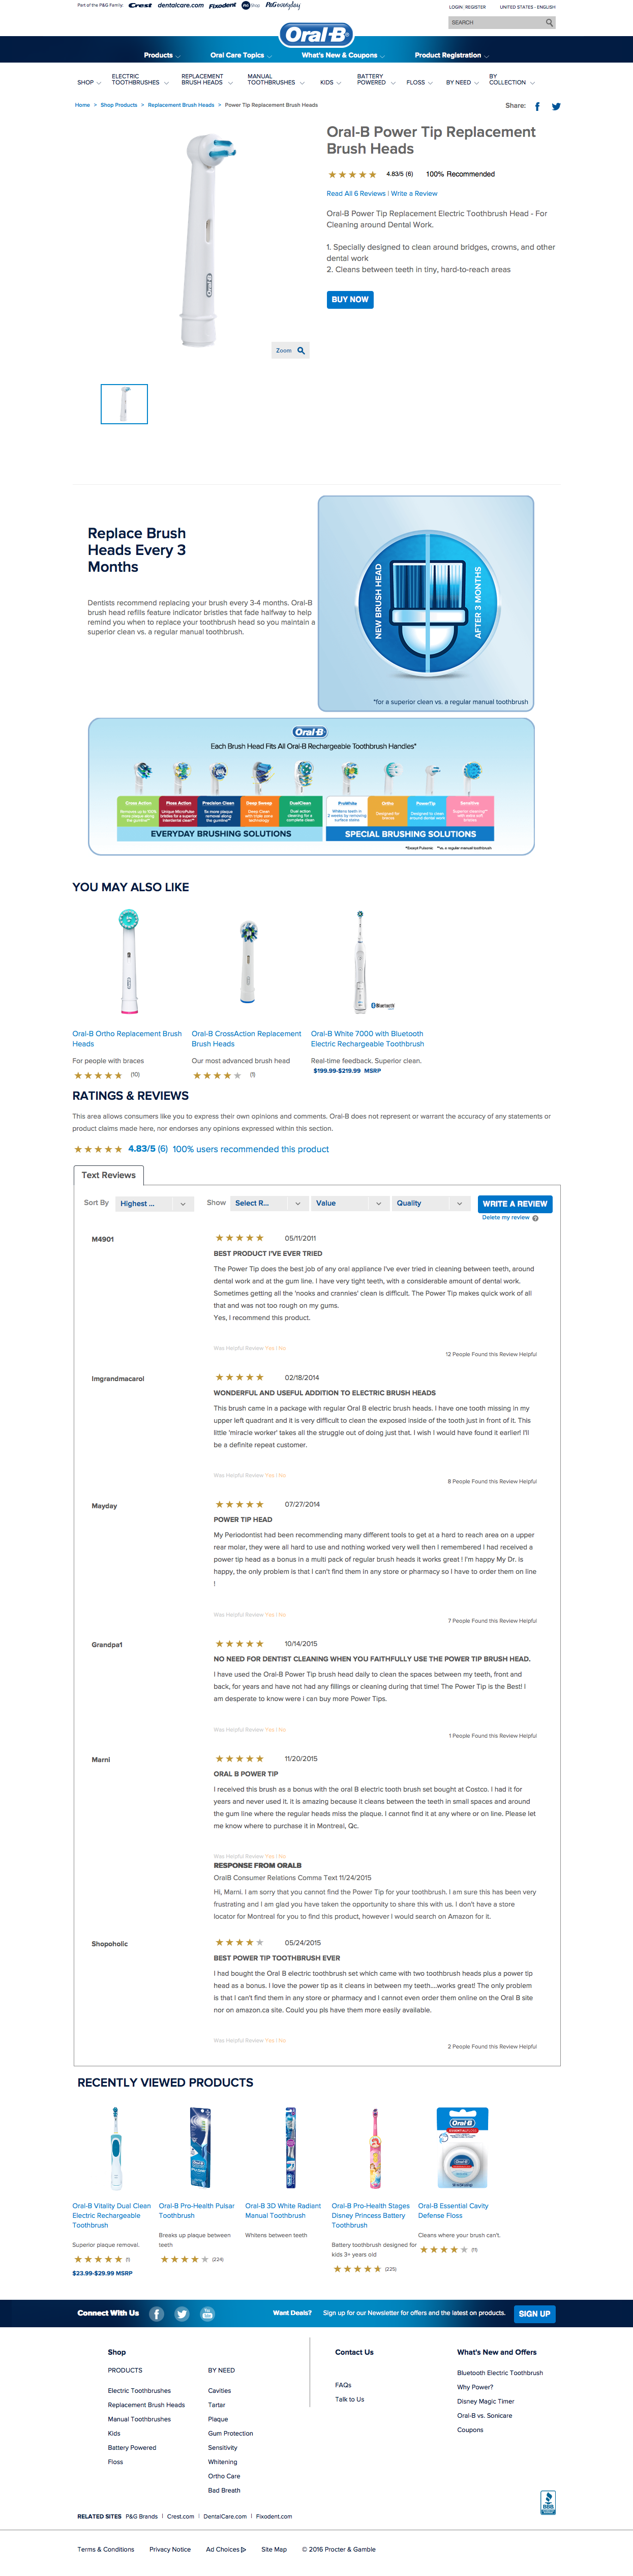 Part of the P&G Family Crest dentalcare.com Fixodent P&G everyday
LOGIN REGISTER UNITED STATES - ENGLISH
SEARCH
Oral-B
Products Oral Care Topics What's New & Coupons Product Registration
SHOP ELECTRIC TOOTHBRUSHES REPLACEMENT BRUSH HEADS MANUAL TOOTHBRUSHES KIDS BATTERY POWERED FLOSS BY NEED BY COLLECTION
Home > Shop Products > Replacement Brush Heads > Power Tip Replacement Brush Heads
Share:
Oral-B Power Tip Replacement
Brush Heads
4.83/5 (6) 100% Recommended
Read All 6 Reviews | Write a Review
Oral-B Power Tip Replacement Electric Toothbrush Head - For
Cleaning around Dental Work.
1. Specially designed to clean around bridges, crowns, and other
dental work
2. Cleans between teeth in tiny, hard-to-reach areas
BUY NOW
Zoom
Replace Brush
Heads Every 3
Months
Dentists recommend replacing your brush every 3-4 months. Oral-B
brush head refills feature indicator bristles that fade halfway to help
remind you when to replace your toothbrush head so you maintain a
superior clean vs. a regular manual toothbrush.
NEW BRUSH HEAD
AFTER 3 MONTHS
*for a superior clean vs. a regular manual toothbrush
Oral-B
Each Brush Head Fits All Oral-B Rechargeable Toothbrush Handles*
Cross Action Floss Action Precision Clean Deep Sweep DualClean ProWhite Ortho PowerTip Sensitive
EVERYDAY BRUSHING SOLUTIONS SPECIAL BRUSHING SOLUTIONS
YOU MAY ALSO LIKE
Bluetooth
Oral-B Ortho Replacement Brush
Heads
For people with braces
(10)
Oral-B CrossAction Replacement
Brush Heads
Our most advanced brush head
(1)
Oral-B White 7000 with Bluetooth
Electric Rechargeable Toothbrush
Real-time feedback. Superior clean.
$199.99-$219.99 MSRP
RATINGS & REVIEWS
This area allows consumers like you to express their own opinions and comments. Oral-B does not represent or warrant the accuracy of any statements or
product claims made here, nor endorses any opinions expressed within this section.
4.83/5 (6) 100% users recommended this product
Text Reviews
Sort By Highest ... Show Select R... Value Quality WRITE A REVIEW
Delete my review
M4901
05/11/2011
BEST PRODUCT I'VE EVER TRIED
The Power Tip does the best job of any oral appliance I've ever tried in cleaning between teeth, around
dental work and at the gum line. I have very tight teeth, with a considerable amount of dental work.
Sometimes getting all the 'nooks and crannies' clean is difficult. The Power Tip makes quick work of all
that and was not too rough on my gums.
Yes, I recommend this product.
Was Helpful Review Yes | No
12 People Found this Review Helpful
Imgrandmacarol
02/18/2014
WONDERFUL AND USEFUL ADDITION TO ELECTRIC BRUSH HEADS
This brush came in a package with regular Oral B electric brush heads. I have one tooth missing in my
upper left quadrant and it is very difficult to clean the exposed inside of the tooth just in front of it. This
little 'miracle worker' takes all the struggle out of doing just that. I wish I would have found it earlier! I'll
be a definite repeat customer.
Was Helpful Review Yes | No
8 People Found this Review Helpful
Mayday
07/27/2014
POWER TIP HEAD
My Periodontist had been recommending many different tools to get at a hard to reach area on a upper
rear molar, they were all hard to use and nothing worked very well then I remembered I had received a
power tip head as a bonus in a multi pack of regular brush heads it works great ! I'm happy My Dr. is
happy, the only problem is that I can't find them in any store or pharmacy so I have to order them on line
!
Was Helpful Review Yes | No
7 People Found this Review Helpful
Grandpa1
10/14/2015
NO NEED FOR DENTIST CLEANING WHEN YOU FAITHFULLY USE THE POWER TIP BRUSH HEAD.
I have used the Oral-B Power Tip brush head daily to clean the spaces between my teeth, front and
back, for years and have not had any fillings or cleaning during that time! The Power Tip is the Best! I
am desperate to know were i can buy more Power Tips.
Was Helpful Review Yes | No
1 People Found this Review Helpful
Marni
11/20/2015
ORAL B POWER TIP
I received this brush as a bonus with the oral B electric tooth brush set bought at Costco. I had it for
years and never used it. it is amazing because it cleans between the teeth in small spaces and around
the gum line where the regular heads miss the plaque. I cannot find it at any where or on line. Please let
me know where to purchase it in Montreal, Qc.
Was Helpful Review Yes | No
RESPONSE FROM ORALB
OralB Consumer Relations Comma Text 11/24/2015
Hi, Marni. I am sorry that you cannot find the Power Tip for your toothbrush. I am sure this has been very
frustrating and I am glad you have taken the opportunity to share this with us. I don't have a store
locator for Montreal for you to find this product, however I would search on Amazon for it.
Shopoholic
05/24/2015
BEST POWER TIP TOOTHBRUSH EVER
I had bought the Oral B electric toothbrush set which came with two toothbrush heads plus a power tip
head as a bonus. I love the power tip as it cleans in between my teeth....works great! The only problem
is that I can't find them in any store or pharmacy and I cannot even order them online on the Oral B site
nor on amazon.ca site. Could you pls have them more easily available.
Was Helpful Review Yes | No
2 People Found this Review Helpful
RECENTLY VIEWED PRODUCTS
Oral-B Vitality Dual Clean
Electric Rechargeable
Toothbrush
Superior plaque removal.
(1)
$23.99-$29.99 MSRP
Oral-B Pro-Health Pulsar
Toothbrush
Breaks up plaque between
teeth
(224)
Oral-B 3D White Radiant
Manual Toothbrush
Whitens between teeth
Oral-B Pro-Health Stages
Disney Princess Battery
Toothbrush
Battery toothbrush designed for
kids 3+ years old
(225)
Oral-B Essential Cavity
Defense Floss
Cleans where your brush can't.
(11)
Connect With Us
Want Deals? Sign up for our Newsletter for offers and the latest on products. SIGN UP
Shop
PRODUCTS
Electric Toothbrushes
Replacement Brush Heads
Manual Toothbrushes
Kids
Battery Powered
Floss
BY NEED
Cavities
Tartar
Plaque
Gum Protection
Sensitivity
Whitening
Ortho Care
Bad Breath
Contact Us
FAQs
Talk to Us
What's New and Offers
Bluetooth Electric Toothbrush
Why Power?
Disney Magic Timer
Oral-B vs. Sonicare
Coupons
BBB
RELATED SITES P&G Brands | Crest.com | DentalCare.com | Fixodent.com
Terms & Conditions Privacy Notice Ad Choices Site Map © 2016 Procter & Gamble